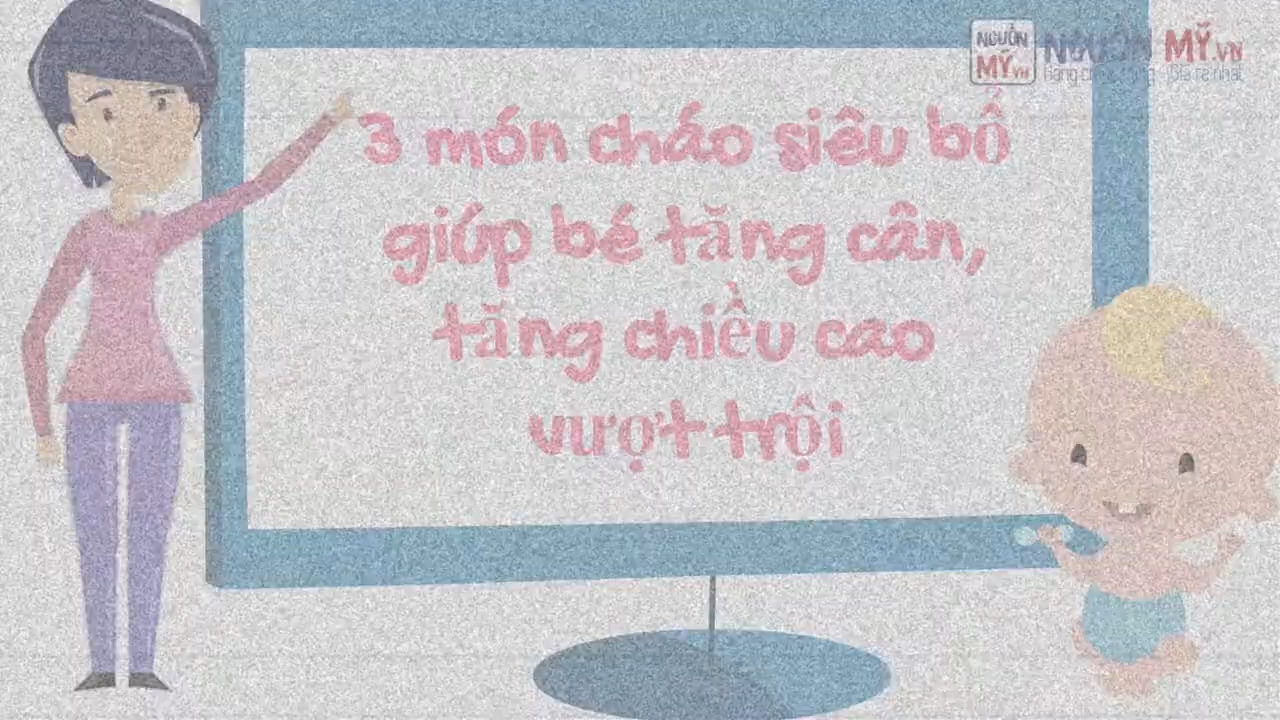 NGUỒN
MỸ.VN
NGUỒN MỸ.VN
3 món cháo siêu bổ
giúp bé tăng cân,
tăng chiều cao
vượt trội